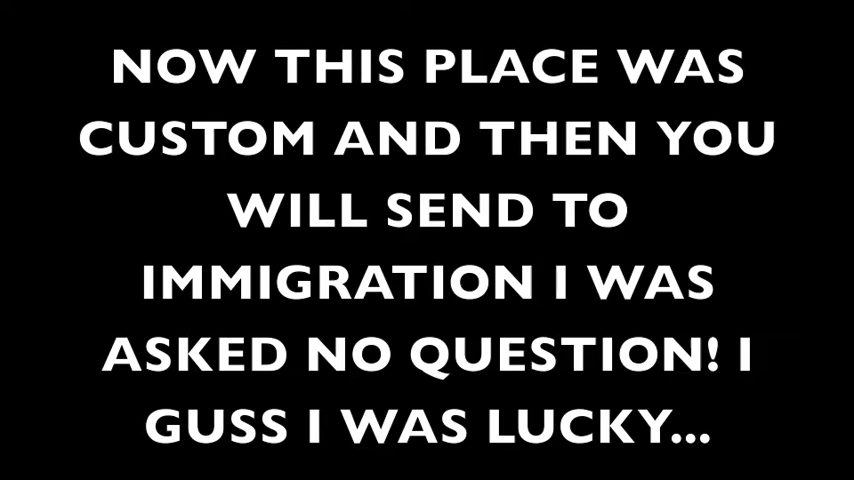 NOW THIS PLACE WAS
CUSTOM AND THEN YOU
WILL SEND TO
IMMIGRATION I WAS
ASKED NO QUESTION! I
GUSS I WAS LUCKY...